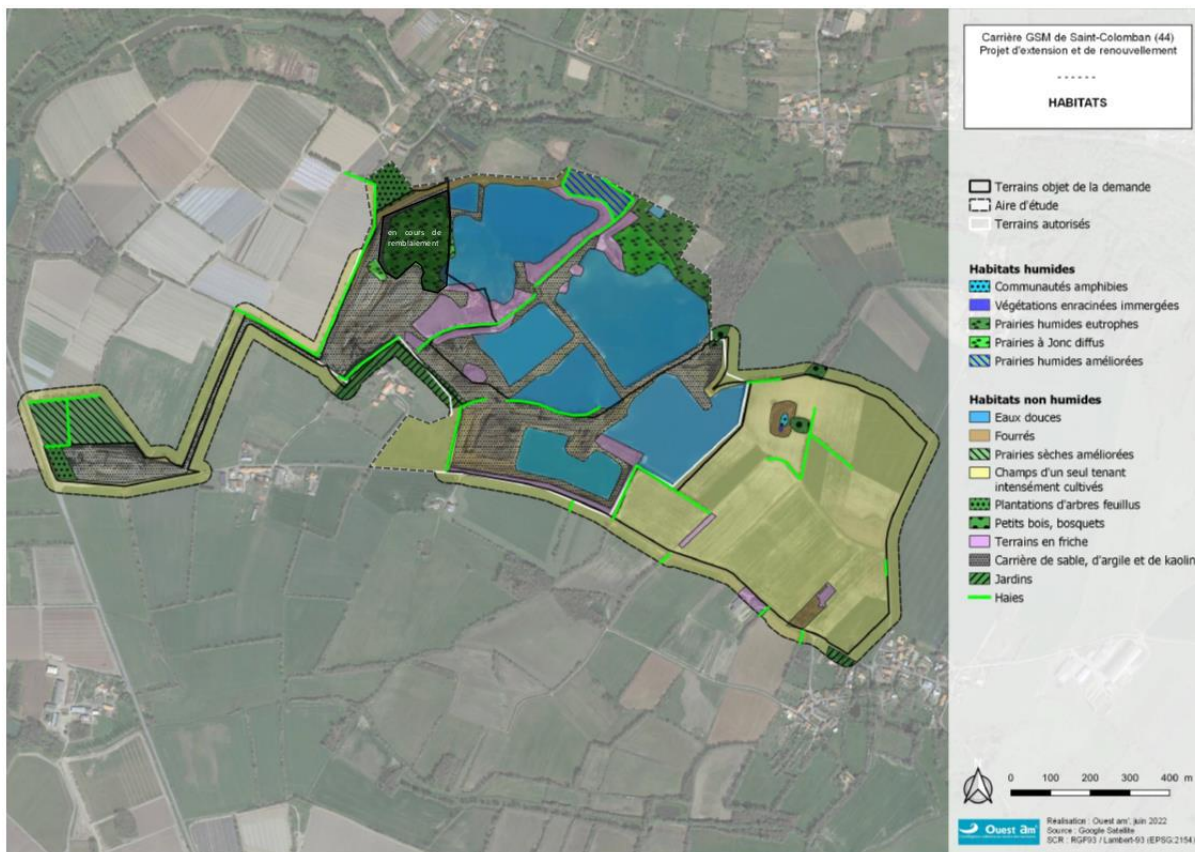 Carrière GSM de Saint-Colomban (44)
Projet d'extension et de renouvellement
- - - - - -
HABITATS
en cours de
remblaiement
Terrains objet de la demande
Aire d'étude
Terrains autorisés
Habitats humides
Communautés amphibies
Végétations enracinées immergées
Prairies humides eutrophes
Prairies à Jonc diffus
Prairies humides améliorées
Habitats non humides
Eaux douces
Fourrés
Prairies sèches améliorées
Champs d'un seul tenant
intensément cultivés
Plantations d'arbres feuillus
Petits bois, bosquets
Terrains en friche
Carrière de sable, d'argile et de kaolin
Jardins
Haies
0 100 200 300 400 m
Ouest am'
Réalisation : Ouest am', juin 2022
Source : Google Satellite
SCR : RGF93 / Lambert-93 (EPSG:2154)